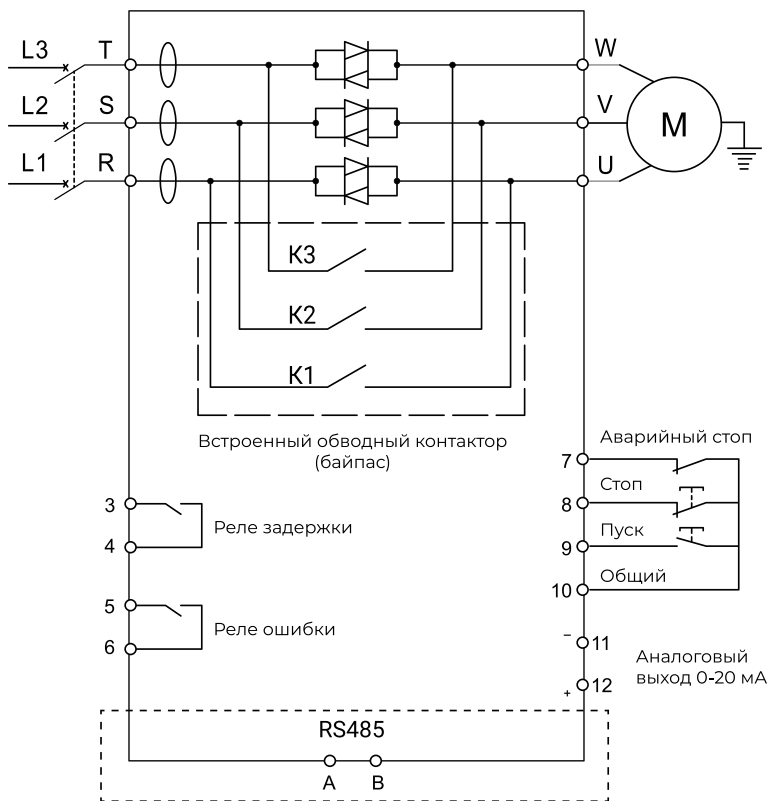 L3 T W
L2 S V
M
L1 R U
K3
K2
K1
Встроенный обводный контактор
(байпас)
Аварийный стоп
7
Стоп
8
Пуск
9
Общий
10
3
Реле задержки
4
5
Реле ошибки
6
– 11
Аналоговый
выход 0-20 мА
+ 12
RS485
A B